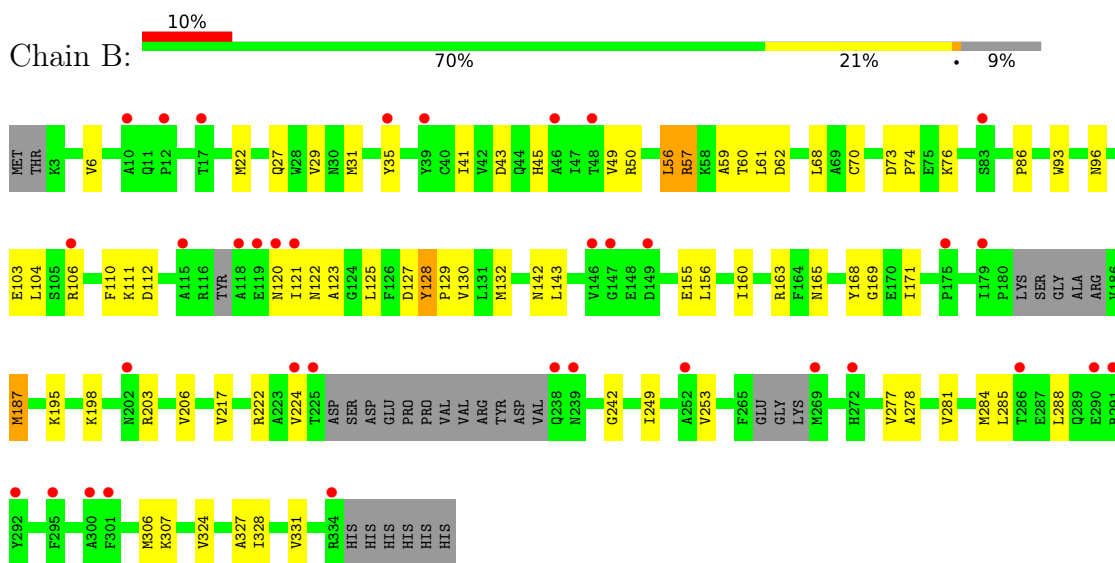 10%
Chain B:
70% 21% • 9%
MET THR K3 V6 A10 Q11 P12 T17 M22 Q27 W28 V29 N30 M31 Y35 Y39 C40 I41 V42 D43 Q44 H45 A46 I47 T48 V49 R50 L56 R57 K58 A59 T60 L61 D62 L68 A69 C70 D73 P74 E75 K76 S83 P86 W93 N96
E103 L104 S105 R106 F110 K111 D112 A115 R116 TYR A118 E119 N120 I121 N122 A123 G124 L125 F126 D127 Y128 P129 V130 L131 M132 N142 L143 V146 G147 E148 D149 E155 L156 I160 R163 F164 N165 Y168 G169 E170 I171 P175 I179 P180 LYS SER GLY ALA ARG V186
M187 K195 K198 N202 R203 V206 V217 R222 A223 V224 T225 ASP SER ASP GLU PRO PRO VAL VAL ARG TYR ASP VAL Q238 N239 G242 I249 A252 V253 F265 GLU GLY LYS M269 H272 V277 A278 V281 M284 L285 T286 E287 L288 Q289 E290 R291
Y292 F295 A300 F301 M306 K307 V324 A327 I328 V331 R334 HIS HIS HIS HIS HIS HIS